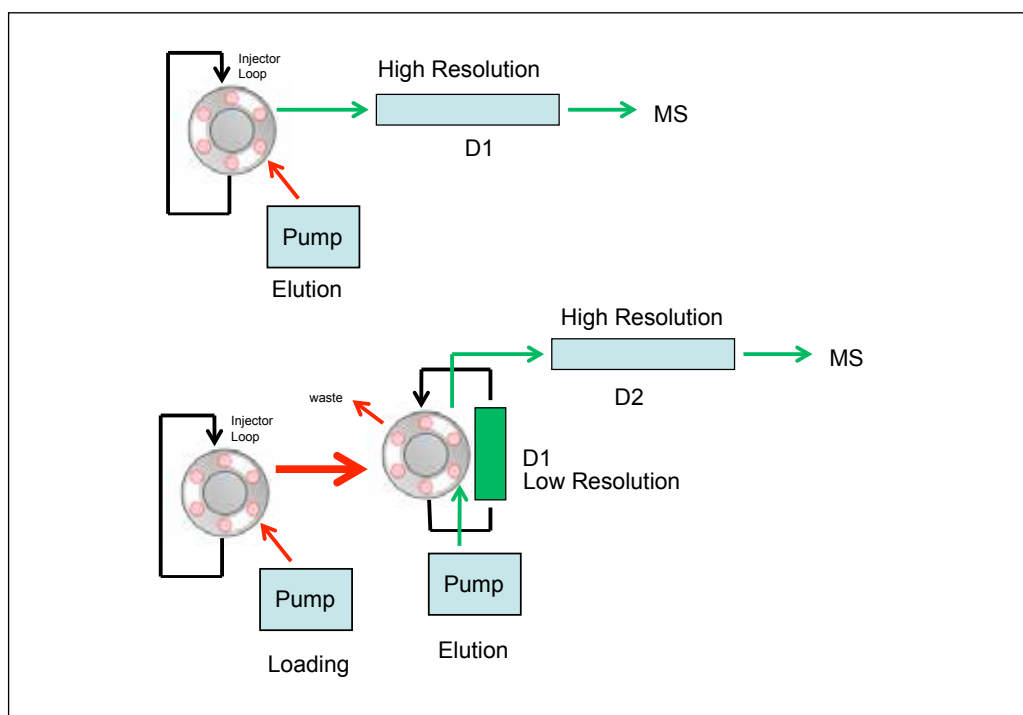 Injector
Loop
High Resolution
D1
MS
Pump
Elution
High Resolution
D2
MS
waste
Injector
Loop
D1
Low Resolution
Pump
Loading
Pump
Elution